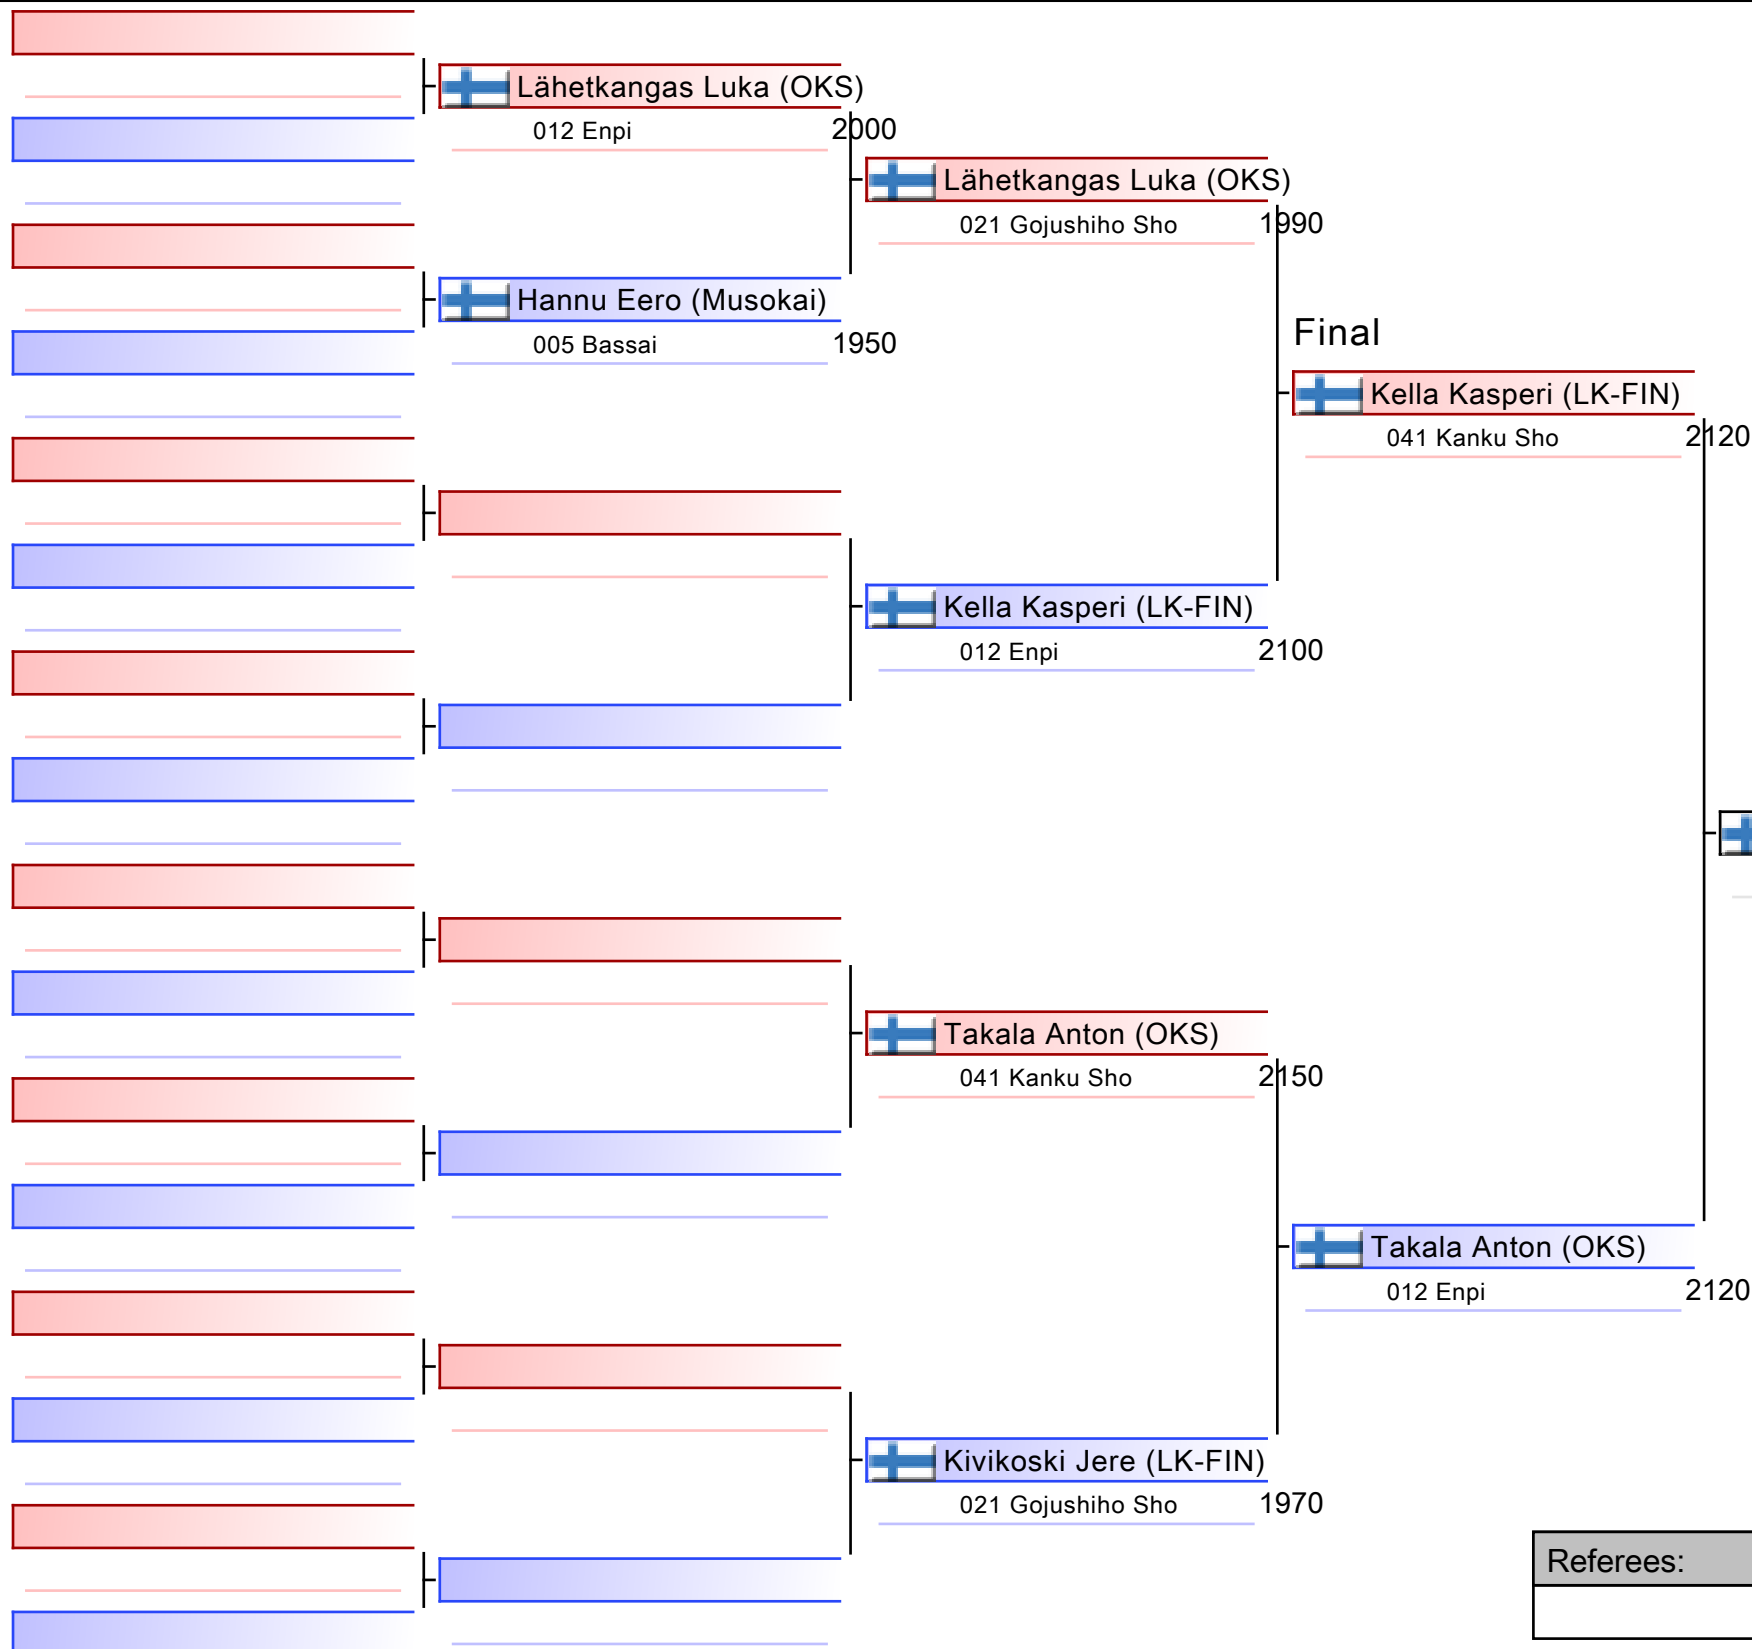 Lähetkangas Luka (OKS)
012 Enpi 2000
Lähetkangas Luka (OKS)
021 Gojushiho Sho 1990
Hannu Eero (Musokai)
005 Bassai 1950
Final
Kella Kasperi (LK-FIN)
041 Kanku Sho 2120
Kella Kasperi (LK-FIN)
012 Enpi 2100
Takala Anton (OKS)
041 Kanku Sho 2150
Takala Anton (OKS)
012 Enpi 2120
Kivikoski Jere (LK-FIN)
021 Gojushiho Sho 1970
Referees: